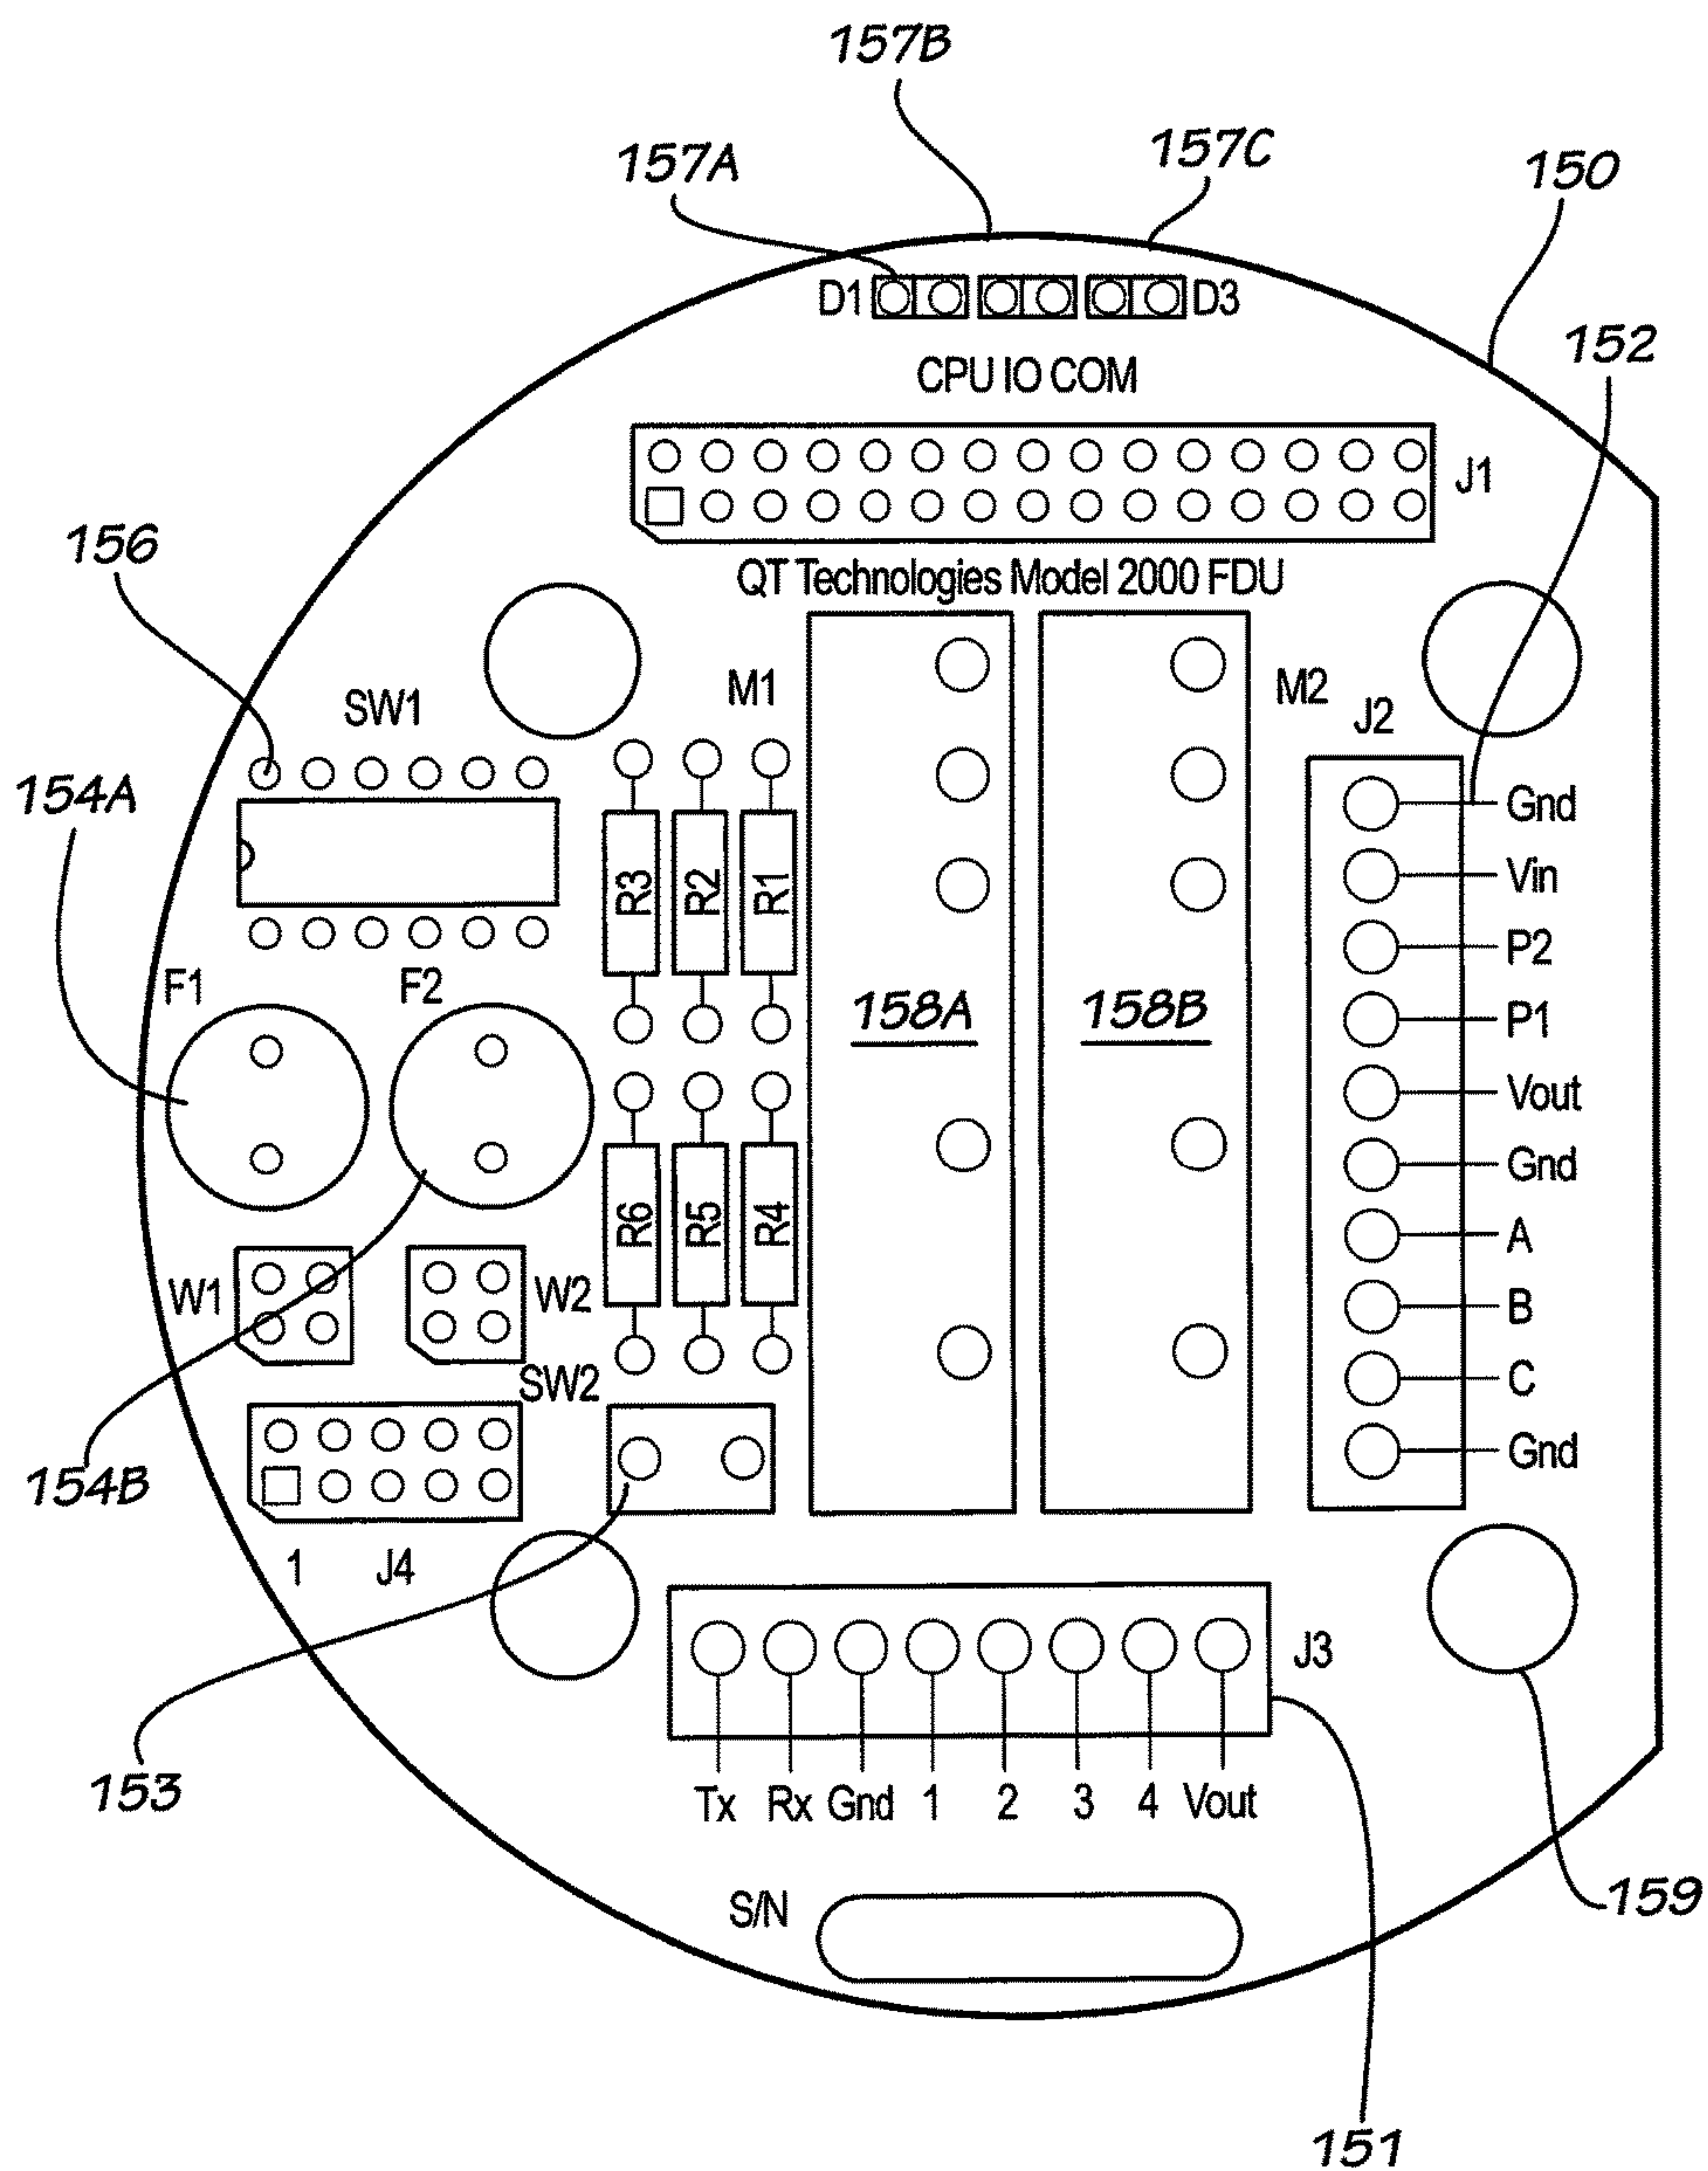 157B
157C
157A
150
D1
D3
152
CPU IO COM
J1
156
QT Technologies Model 2000 FDU
M1
M2
SW1
J2
154A
Gnd
Vin
R3 R2 R1
P2
F1
F2
158A
158B
P1
Vout
Gnd
R6 R5 R4
A
W1
W2
B
SW2
C
Gnd
154B
1
J4
J3
153
Tx Rx Gnd 1 2 3 4 Vout
S/N
159
151